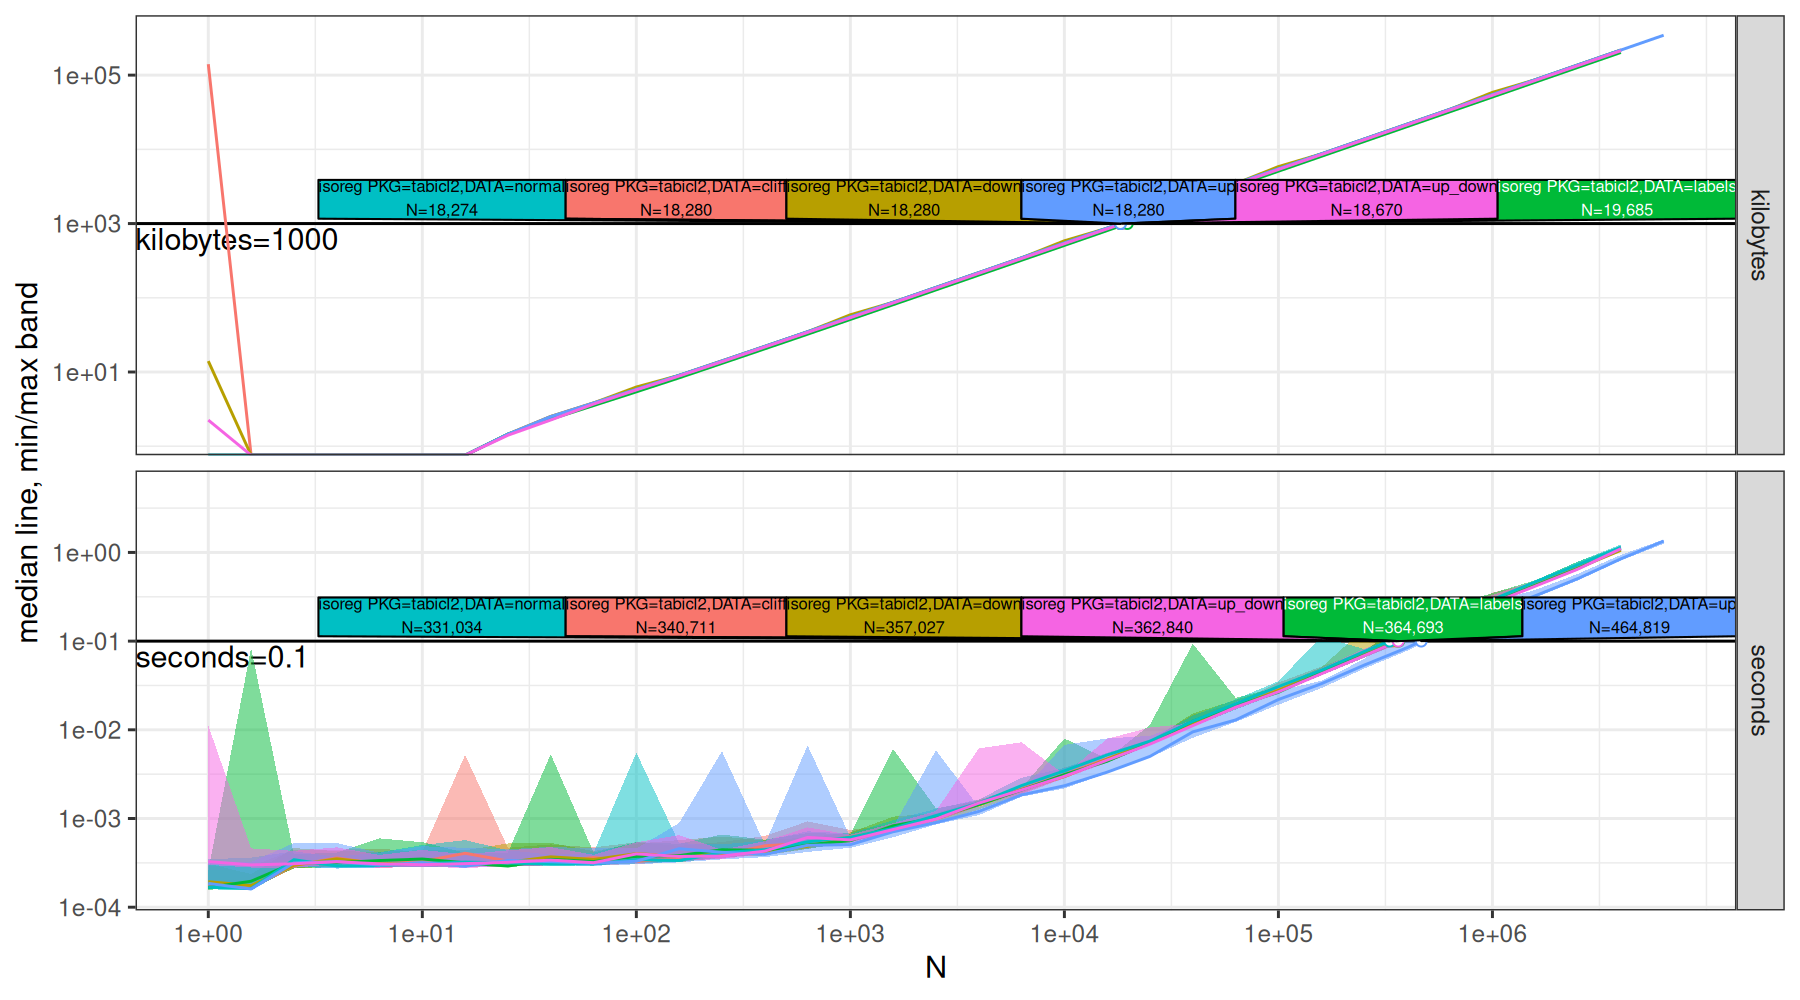 1e+05
1e+03
1e+01
isoreg PKG=tabicl2,DATA=normal
N=18,274
isoreg PKG=tabicl2,DATA=cliff
N=18,280
isoreg PKG=tabicl2,DATA=down
N=18,280
isoreg PKG=tabicl2,DATA=up
N=18,280
isoreg PKG=tabicl2,DATA=up_down
N=18,670
isoreg PKG=tabicl2,DATA=labels
N=19,685
kilobytes=1000
kilobytes
median line, min/max band
1e+00
1e-01
1e-02
1e-03
1e-04
isoreg PKG=tabicl2,DATA=normal
N=331,034
isoreg PKG=tabicl2,DATA=cliff
N=340,711
isoreg PKG=tabicl2,DATA=down
N=357,027
isoreg PKG=tabicl2,DATA=up_down
N=362,840
isoreg PKG=tabicl2,DATA=labels
N=364,693
isoreg PKG=tabicl2,DATA=up
N=464,819
seconds=0.1
seconds
1e+00
1e+01
1e+02
1e+03
1e+04
1e+05
1e+06
N